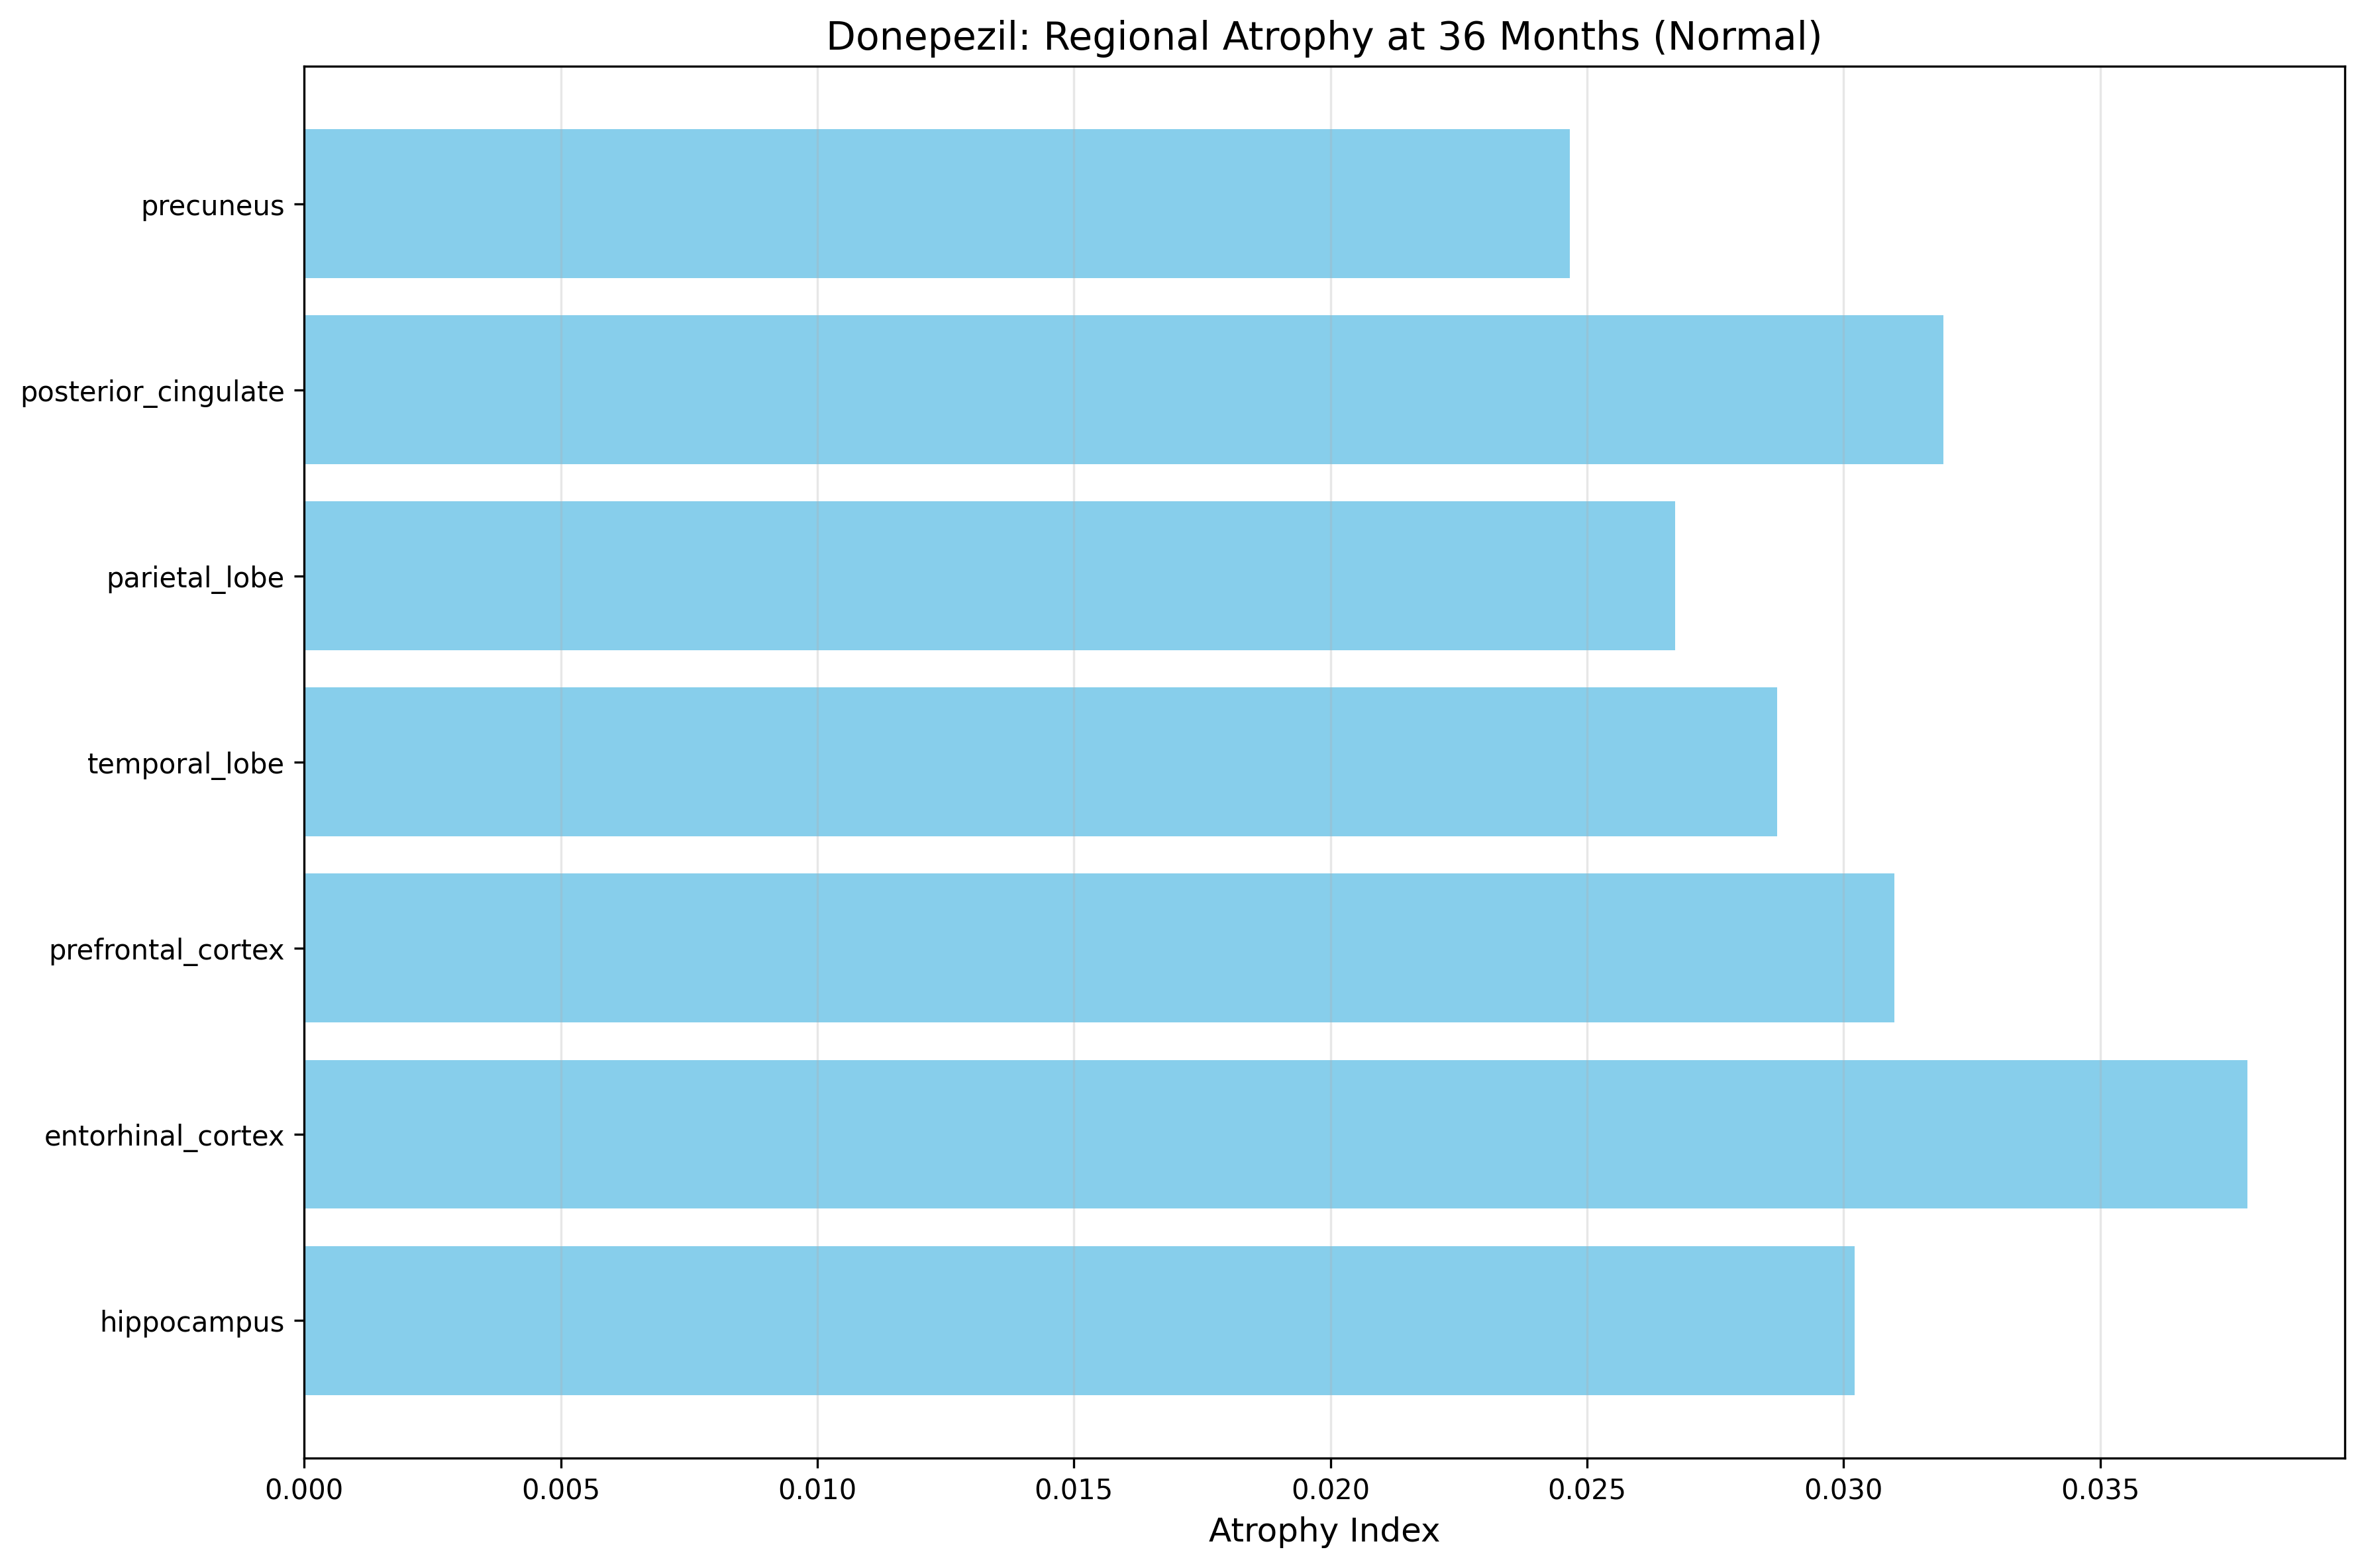 Donepezil: Regional Atrophy at 36 Months (Normal)
precuneus
posterior_cingulate
parietal_lobe
temporal_lobe
prefrontal_cortex
entorhinal_cortex
hippocampus
0.000 0.005 0.010 0.015 0.020 0.025 0.030 0.035
Atrophy Index